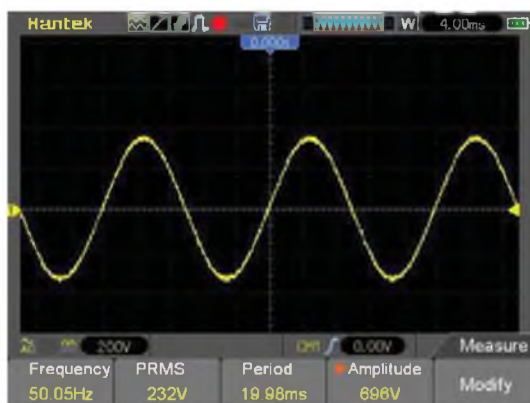 Hantek W 4.00ms
0.000s
200V CH1 0.00V Measure
Frequency PRMS Period Amplitude Modify
50.05Hz 232V 19.98ms 696V